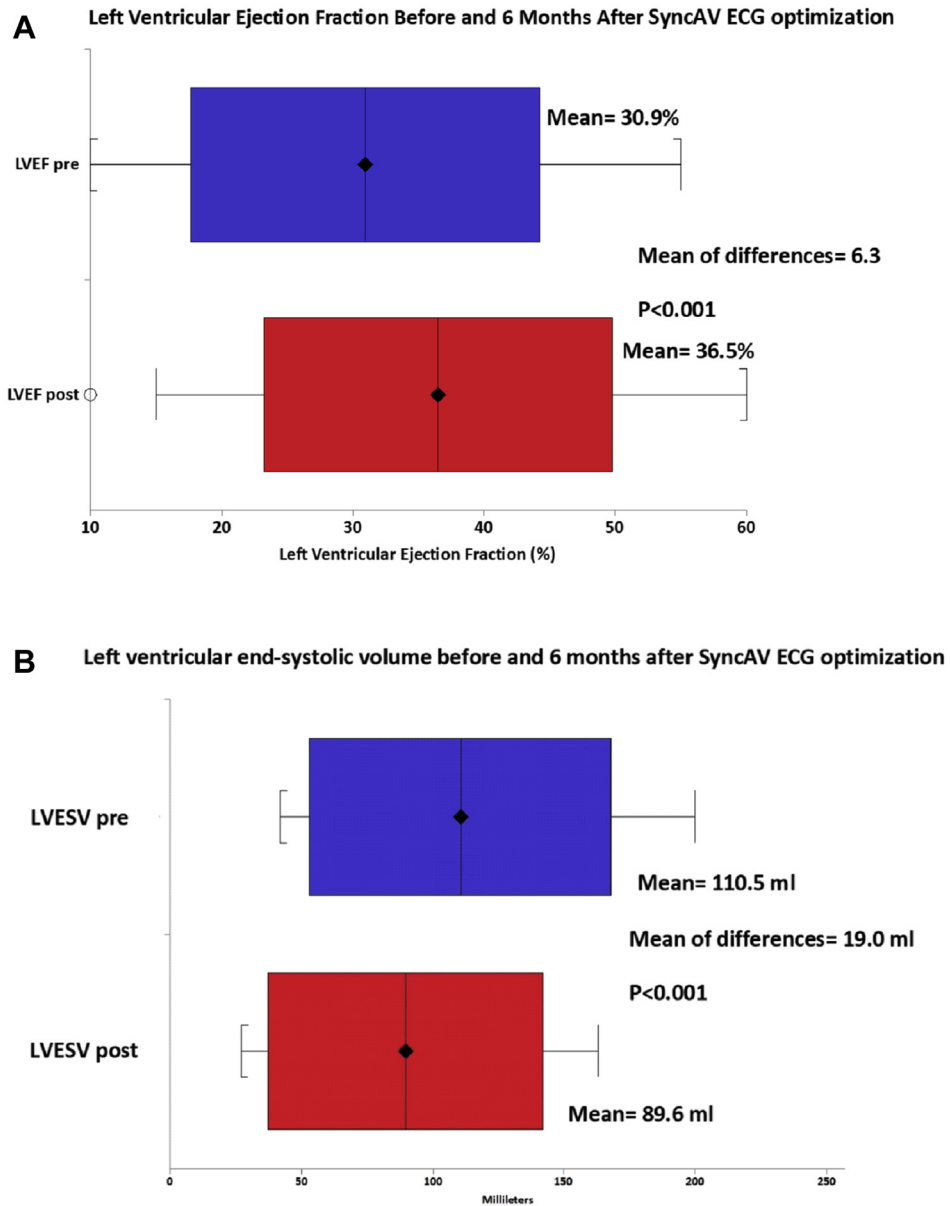 A
Left Ventricular Ejection Fraction Before and 6 Months After SyncAV ECG optimization
Mean= 30.9%
LVEF pre
Mean of differences= 6.3
P<0.001
Mean= 36.5%
LVEF post
10 20 30 40 50 60
Left Ventricular Ejection Fraction (%)
B
Left ventricular end-systolic volume before and 6 months after SyncAV ECG optimization
LVESV pre
Mean= 110.5 ml
Mean of differences= 19.0 ml
P<0.001
LVESV post
Mean= 89.6 ml
0 50 100 150 200 250
Millileters